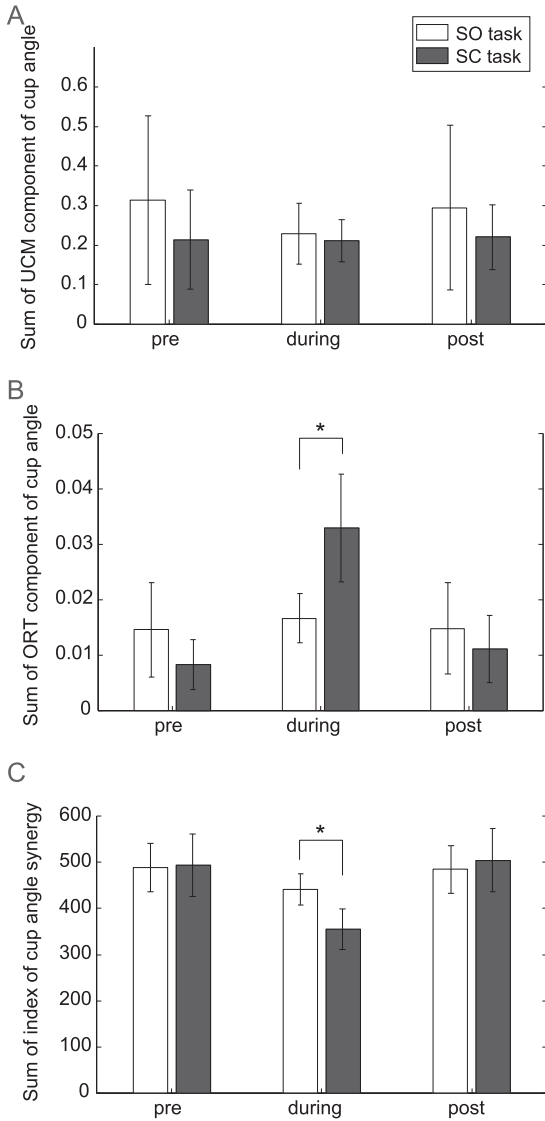 A
SO task
SC task
Sum of UCM component of cup angle
0.6
0.5
0.4
0.3
0.2
0.1
0
pre during post
B
Sum of ORT component of cup angle
0.05
0.04
0.03
0.02
0.01
0
*
pre during post
C
Sum of index of cup angle synergy
600
500
400
300
200
100
0
*
pre during post